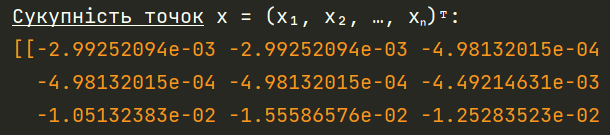 Сукупність точок x = (x₁, x₂, …, xₙ)ᵀ:
[[-2.99252094e-03 -2.99252094e-03 -4.98132015e-04
-4.98132015e-04 -4.98132015e-04 -4.49214631e-03
-1.05132383e-02 -1.55586576e-02 -1.25283523e-02